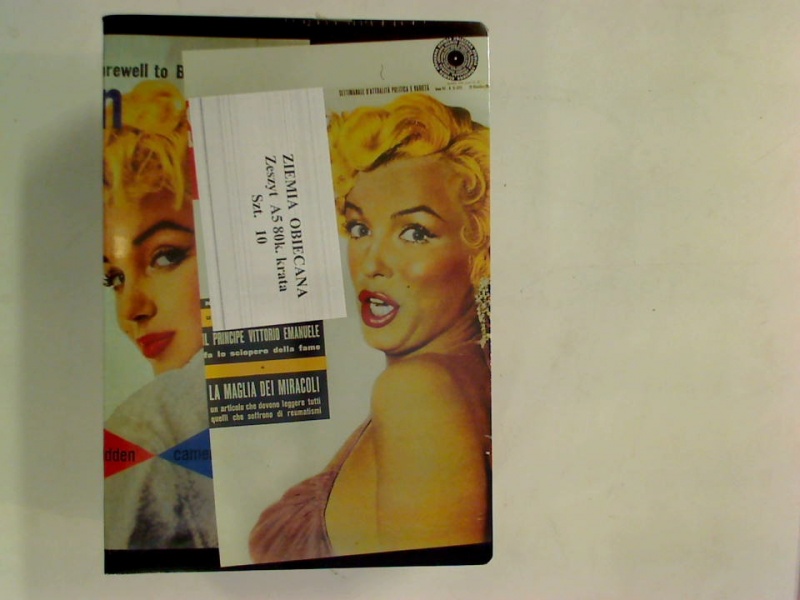 rewell to B
n
SETTIMANALE D'ATTUALITÀ POLITICA E VARIETÀ
ZIEMIA OBIECANA
Zeszyt A5 80k. krata
Szt. 10
IL PRINCIPE VITTORIO EMANUELE
fa lo sciopero della fame
LA MAGLIA DEI MIRACOLI
un articolo che devono leggere tutti
quelli che soffrono di reumatismi
dden
came